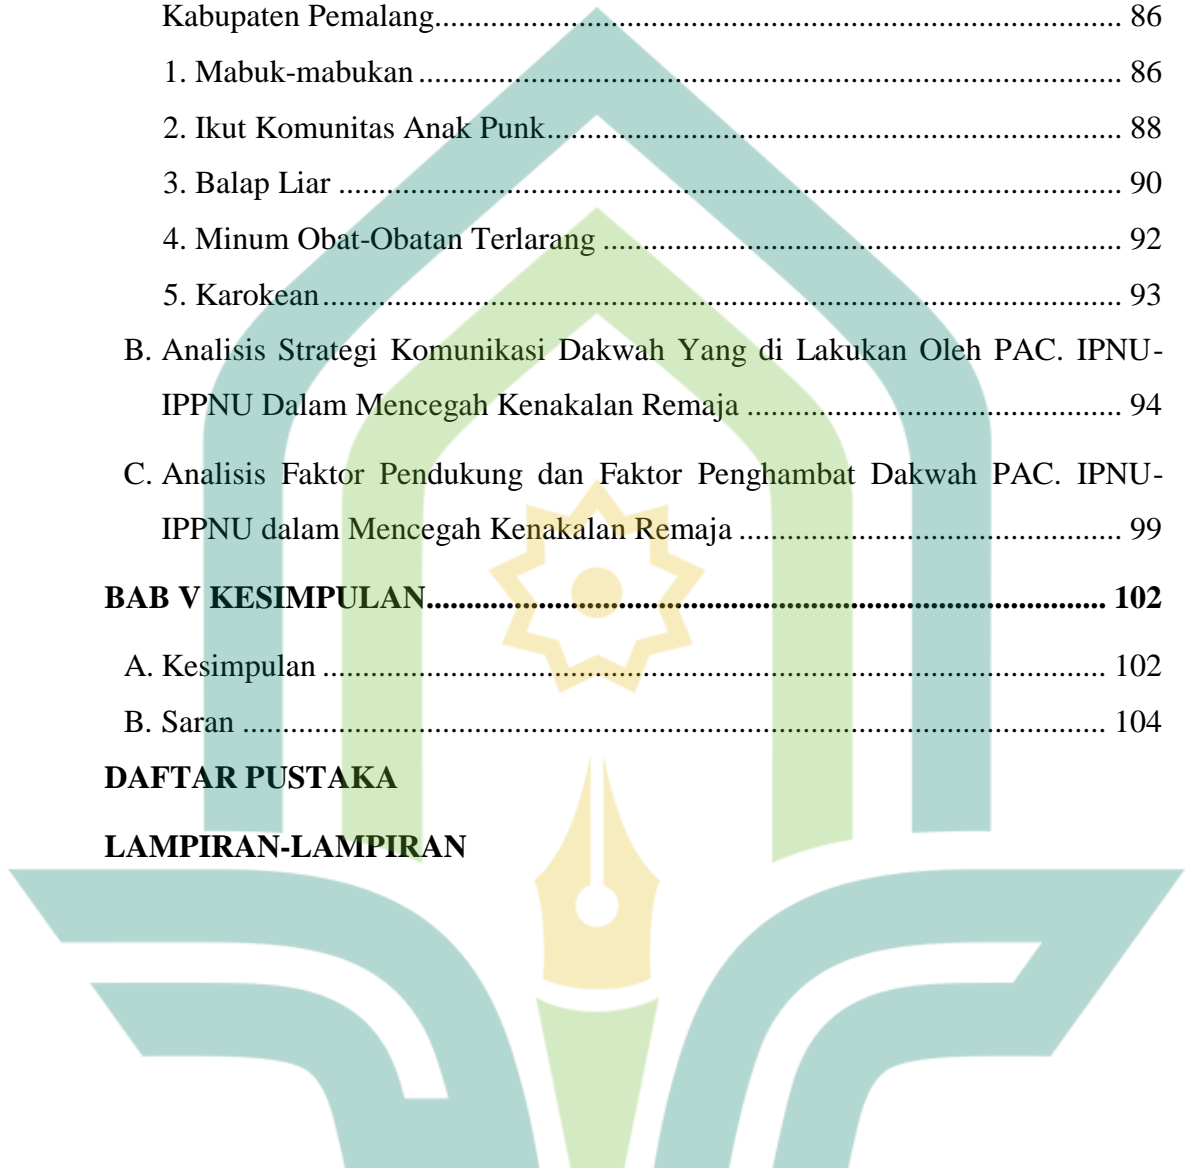 Kabupaten Pemalang..................................................................................... 86
1. Mabuk-mabukan ....................................................................................... 86
2. Ikut Komunitas Anak Punk....................................................................... 88
3. Balap Liar ................................................................................................. 90
4. Minum Obat-Obatan Terlarang ................................................................ 92
5. Karokean................................................................................................... 93
B. Analisis Strategi Komunikasi Dakwah Yang di Lakukan Oleh PAC. IPNU-
IPPNU Dalam Mencegah Kenakalan Remaja .............................................. 94
C. Analisis Faktor Pendukung dan Faktor Penghambat Dakwah PAC. IPNU-
IPPNU dalam Mencegah Kenakalan Remaja ............................................... 99
BAB V KESIMPULAN.................................................................................... 102
A. Kesimpulan ................................................................................................. 102
B. Saran ........................................................................................................... 104
DAFTAR PUSTAKA
LAMPIRAN-LAMPIRAN